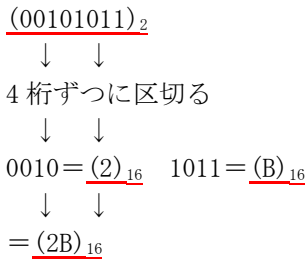 (00101011)₂
↓ ↓
4 桁ずつに区切る
↓ ↓
0010＝(2)₁₆ 1011＝(B)₁₆
↓ ↓
＝(2B)₁₆